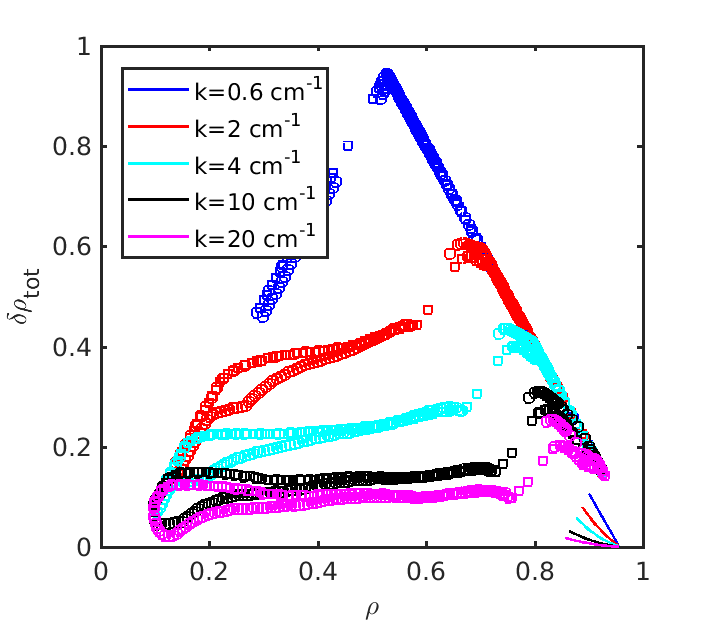 1
0.8
0.6
0.4
0.2
0
0 0.2 0.4 0.6 0.8 1
δρtot
ρ
k=0.6 cm⁻¹
k=2 cm⁻¹
k=4 cm⁻¹
k=10 cm⁻¹
k=20 cm⁻¹